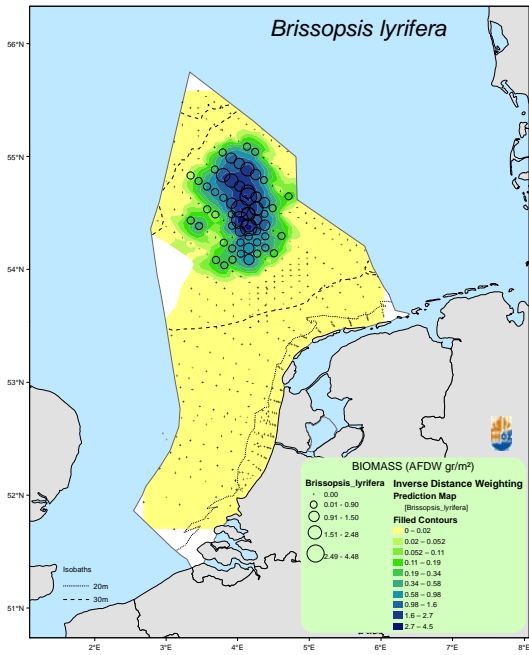 Brissopsis lyrifera
56°N
55°N
54°N
53°N
52°N
51°N
2°E
3°E
4°E
5°E
6°E
7°E
8°E
Isobaths
20m
30m
BIOMASS (AFDW gr/m²)
Brissopsis_lyrifera
0.00
0.01 - 0.90
0.91 - 1.50
1.51 - 2.48
2.49 - 4.48
Inverse Distance Weighting
Prediction Map
[Brissopsis_lyrifera]
Filled Contours
0 – 0.02
0.02 – 0.052
0.052 – 0.11
0.11 – 0.19
0.19 – 0.34
0.34 – 0.58
0.58 – 0.98
0.98 – 1.6
1.6 – 2.7
2.7 – 4.5